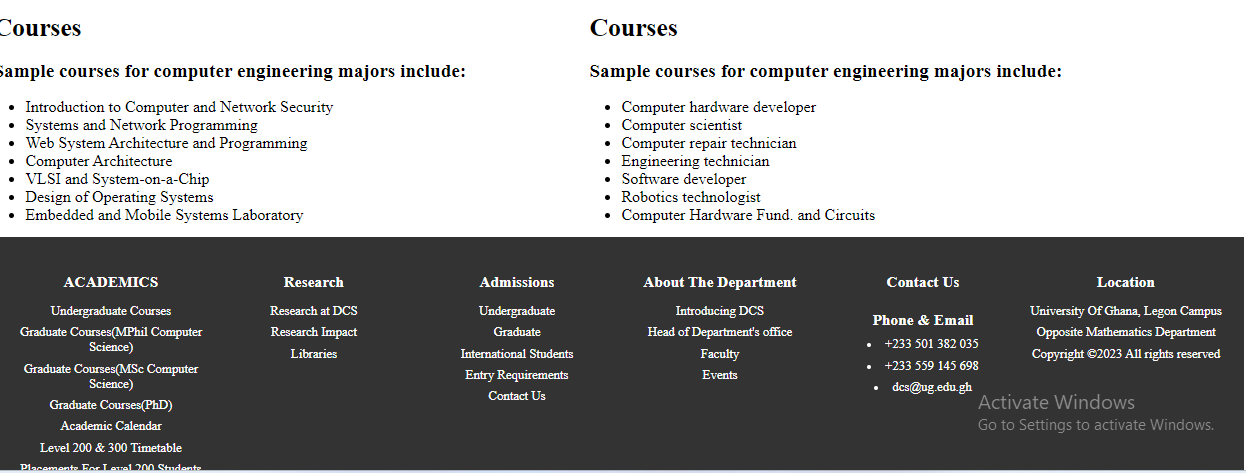 Courses
Sample courses for computer engineering majors include:
• Introduction to Computer and Network Security
• Systems and Network Programming
• Web System Architecture and Programming
• Computer Architecture
• VLSI and System-on-a-Chip
• Design of Operating Systems
• Embedded and Mobile Systems Laboratory
Courses
Sample courses for computer engineering majors include:
• Computer hardware developer
• Computer scientist
• Computer repair technician
• Engineering technician
• Software developer
• Robotics technologist
• Computer Hardware Fund. and Circuits
ACADEMICS
Undergraduate Courses
Graduate Courses(MPhil Computer
Science)
Graduate Courses(MSc Computer
Science)
Graduate Courses(PhD)
Academic Calendar
Level 200 & 300 Timetable
Placements For Level 200 Students
Research
Research at DCS
Research Impact
Libraries
Admissions
Undergraduate
Graduate
International Students
Entry Requirements
Contact Us
About The Department
Introducing DCS
Head of Department's office
Faculty
Events
Contact Us
Phone & Email
• +233 501 382 035
• +233 559 145 698
• dcs@ug.edu.gh
Location
University Of Ghana, Legon Campus
Opposite Mathematics Department
Copyright ©2023 All rights reserved
Activate Windows
Go to Settings to activate Windows.